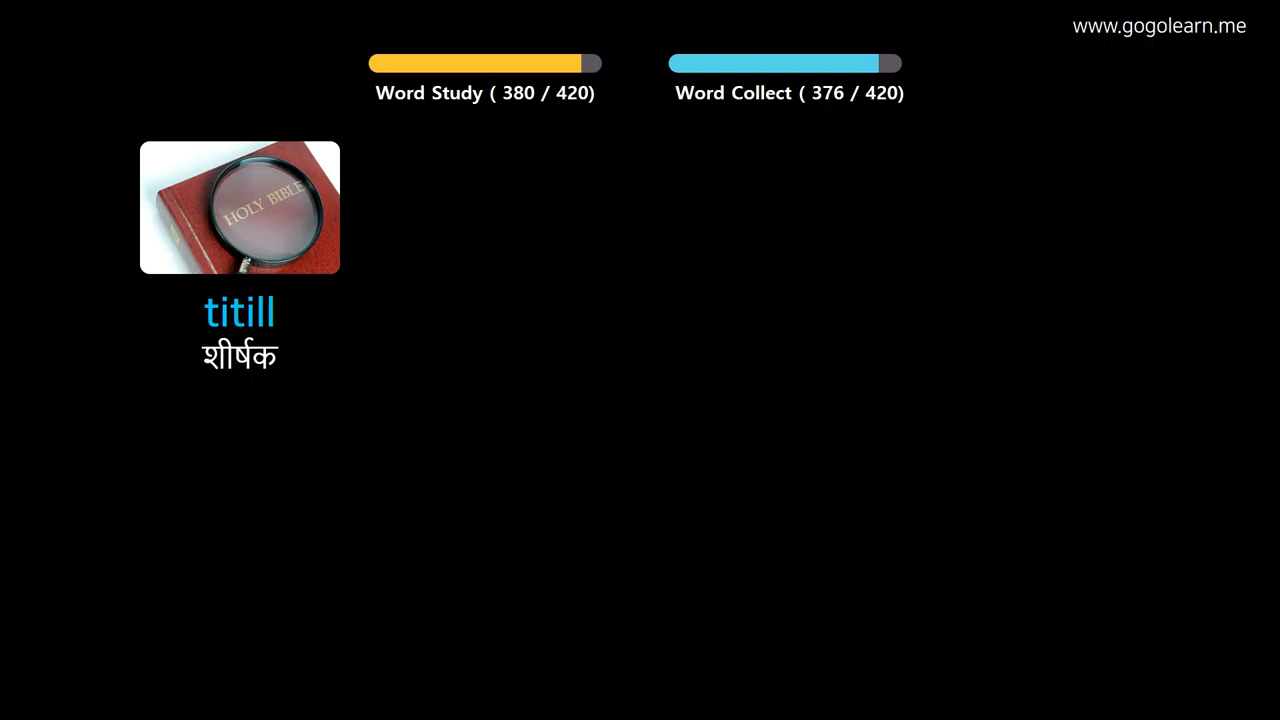 www.gogolearn.me
Word Study ( 380 / 420)
Word Collect ( 376 / 420)
HOLY BIBLE
titill
शीर्षक